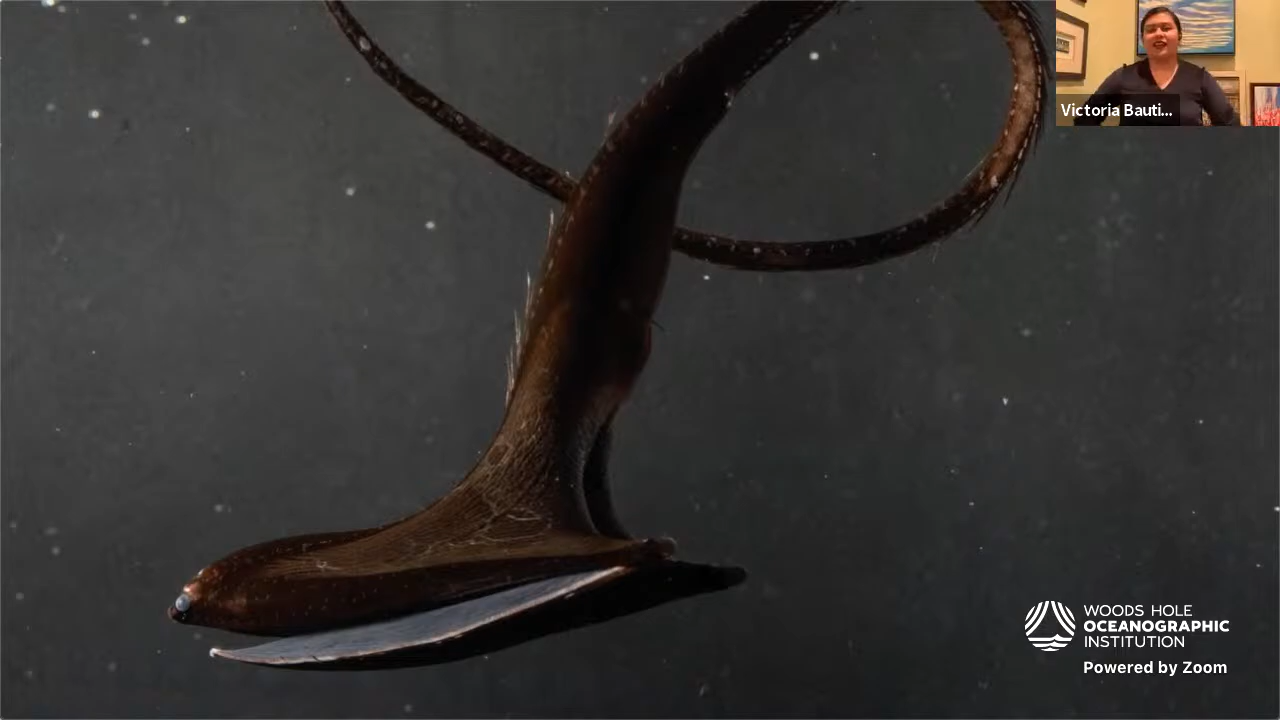 Victoria Bauti...
WOODS HOLE
OCEANOGRAPHIC
INSTITUTION
Powered by Zoom